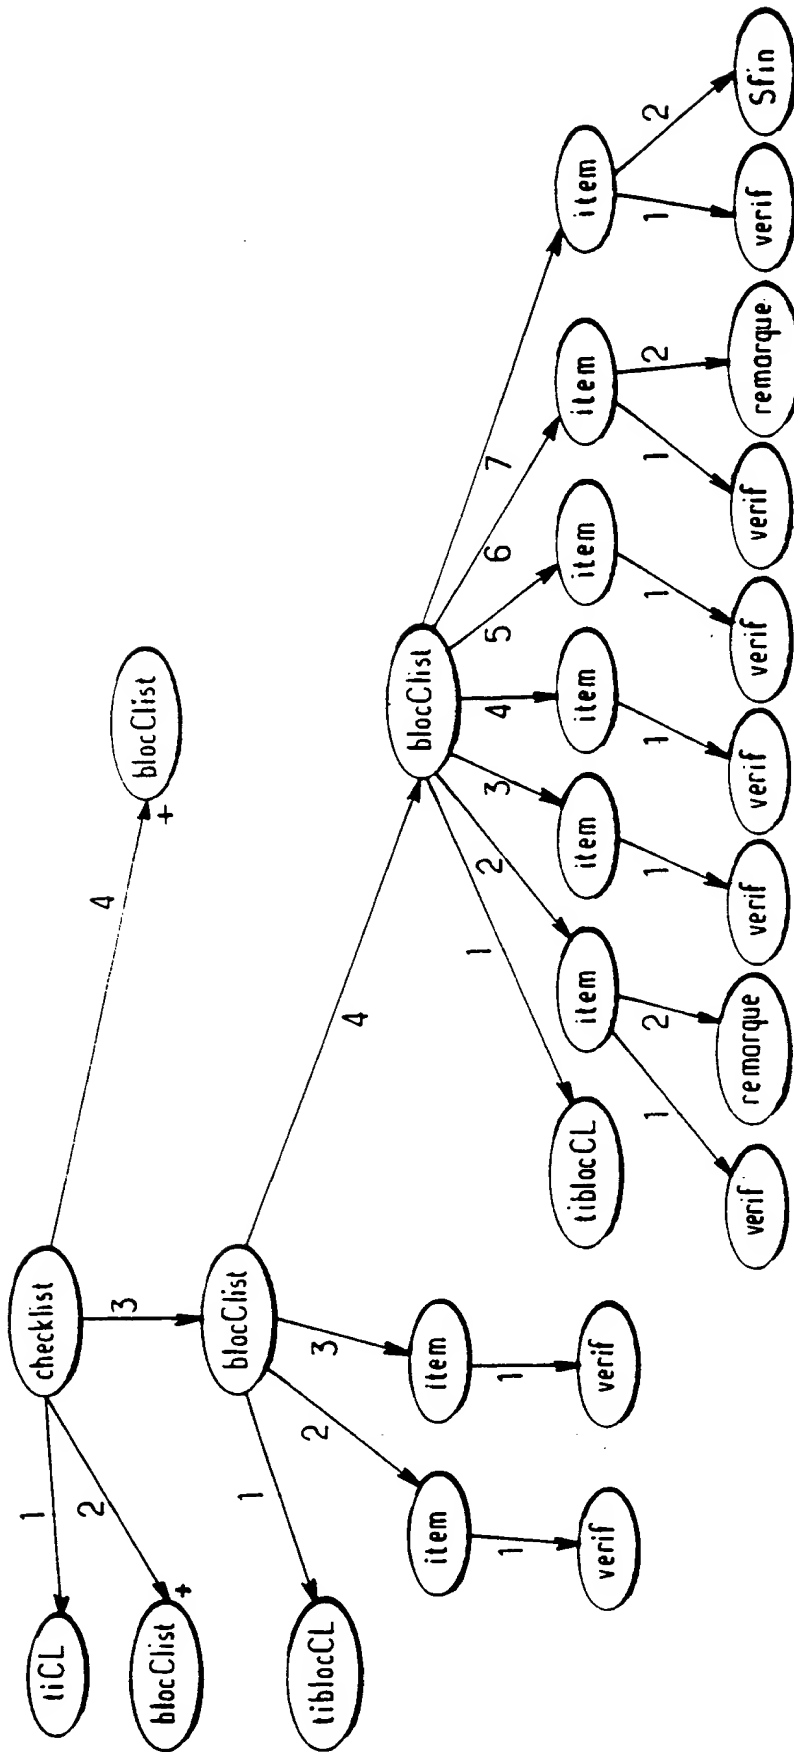 tiCL checklist
1
2 4
3
blocClist blocClist
+ +
blocClist
1
tiblocCL 2 3 4
blocClist
item item
1 2 3 4 5 6 7
1 1
tiblocCL item item item item item item
verif verif
1 2 1 1 1 1 2 1 2
verif remarque verif verif verif verif remarque verif Sfin